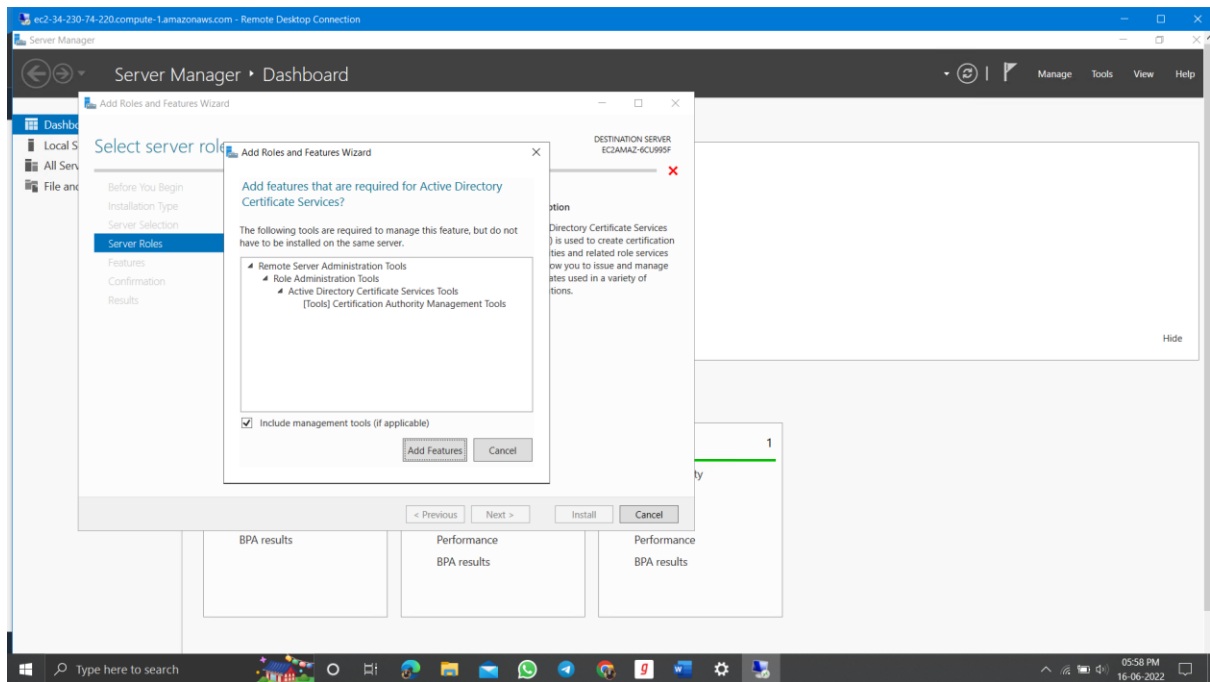 ec2-34-230-74-220.compute-1.amazonaws.com - Remote Desktop Connection
Server Manager
Server Manager • Dashboard
Manage Tools View Help
Add Roles and Features Wizard
Dashbo
Local S
All Serv
File and
Select server role
DESTINATION SERVER
EC2AMAZ-6CU995F
Before You Begin
Installation Type
Server Selection
Server Roles
Features
Confirmation
Results
Add Roles and Features Wizard
Add features that are required for Active Directory
Certificate Services?
The following tools are required to manage this feature, but do not
have to be installed on the same server.
Remote Server Administration Tools
Role Administration Tools
Active Directory Certificate Services Tools
[Tools] Certification Authority Management Tools
Include management tools (if applicable)
Add Features Cancel
ption
Directory Certificate Services
) is used to create certification
ities and related role services
ow you to issue and manage
ates used in a variety of
tions.
< Previous Next > Install Cancel
Hide
1
ty
BPA results
Performance
BPA results
Performance
BPA results
Type here to search
05:58 PM
16-06-2022